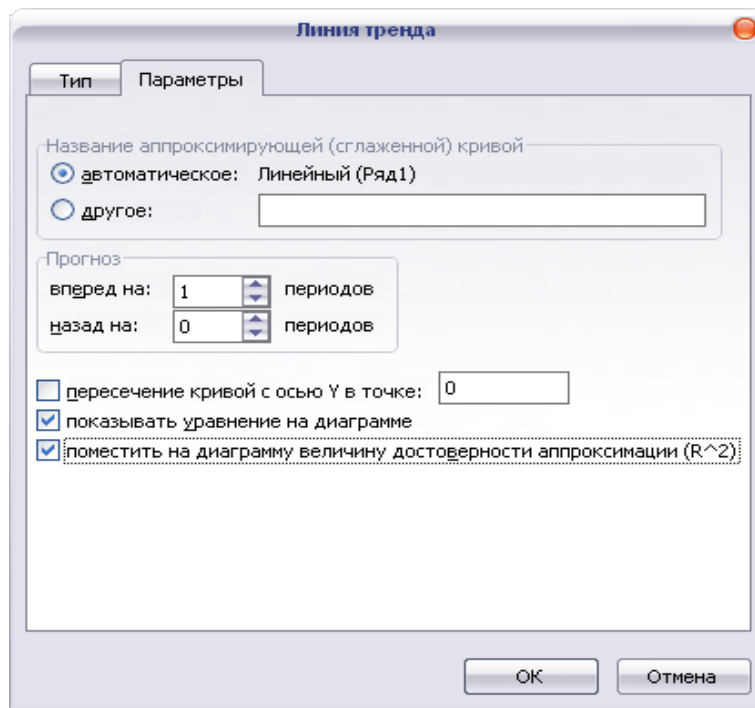 Линия тренда
Тип Параметры
Название аппроксимирующей (сглаженной) кривой
автоматическое: Линейный (Ряд1)
другое:
Прогноз
вперед на: 1 периодов
назад на: 0 периодов
пересечение кривой с осью Y в точке: 0
показывать уравнение на диаграмме
поместить на диаграмму величину достоверности аппроксимации (R^2)
ОК Отмена